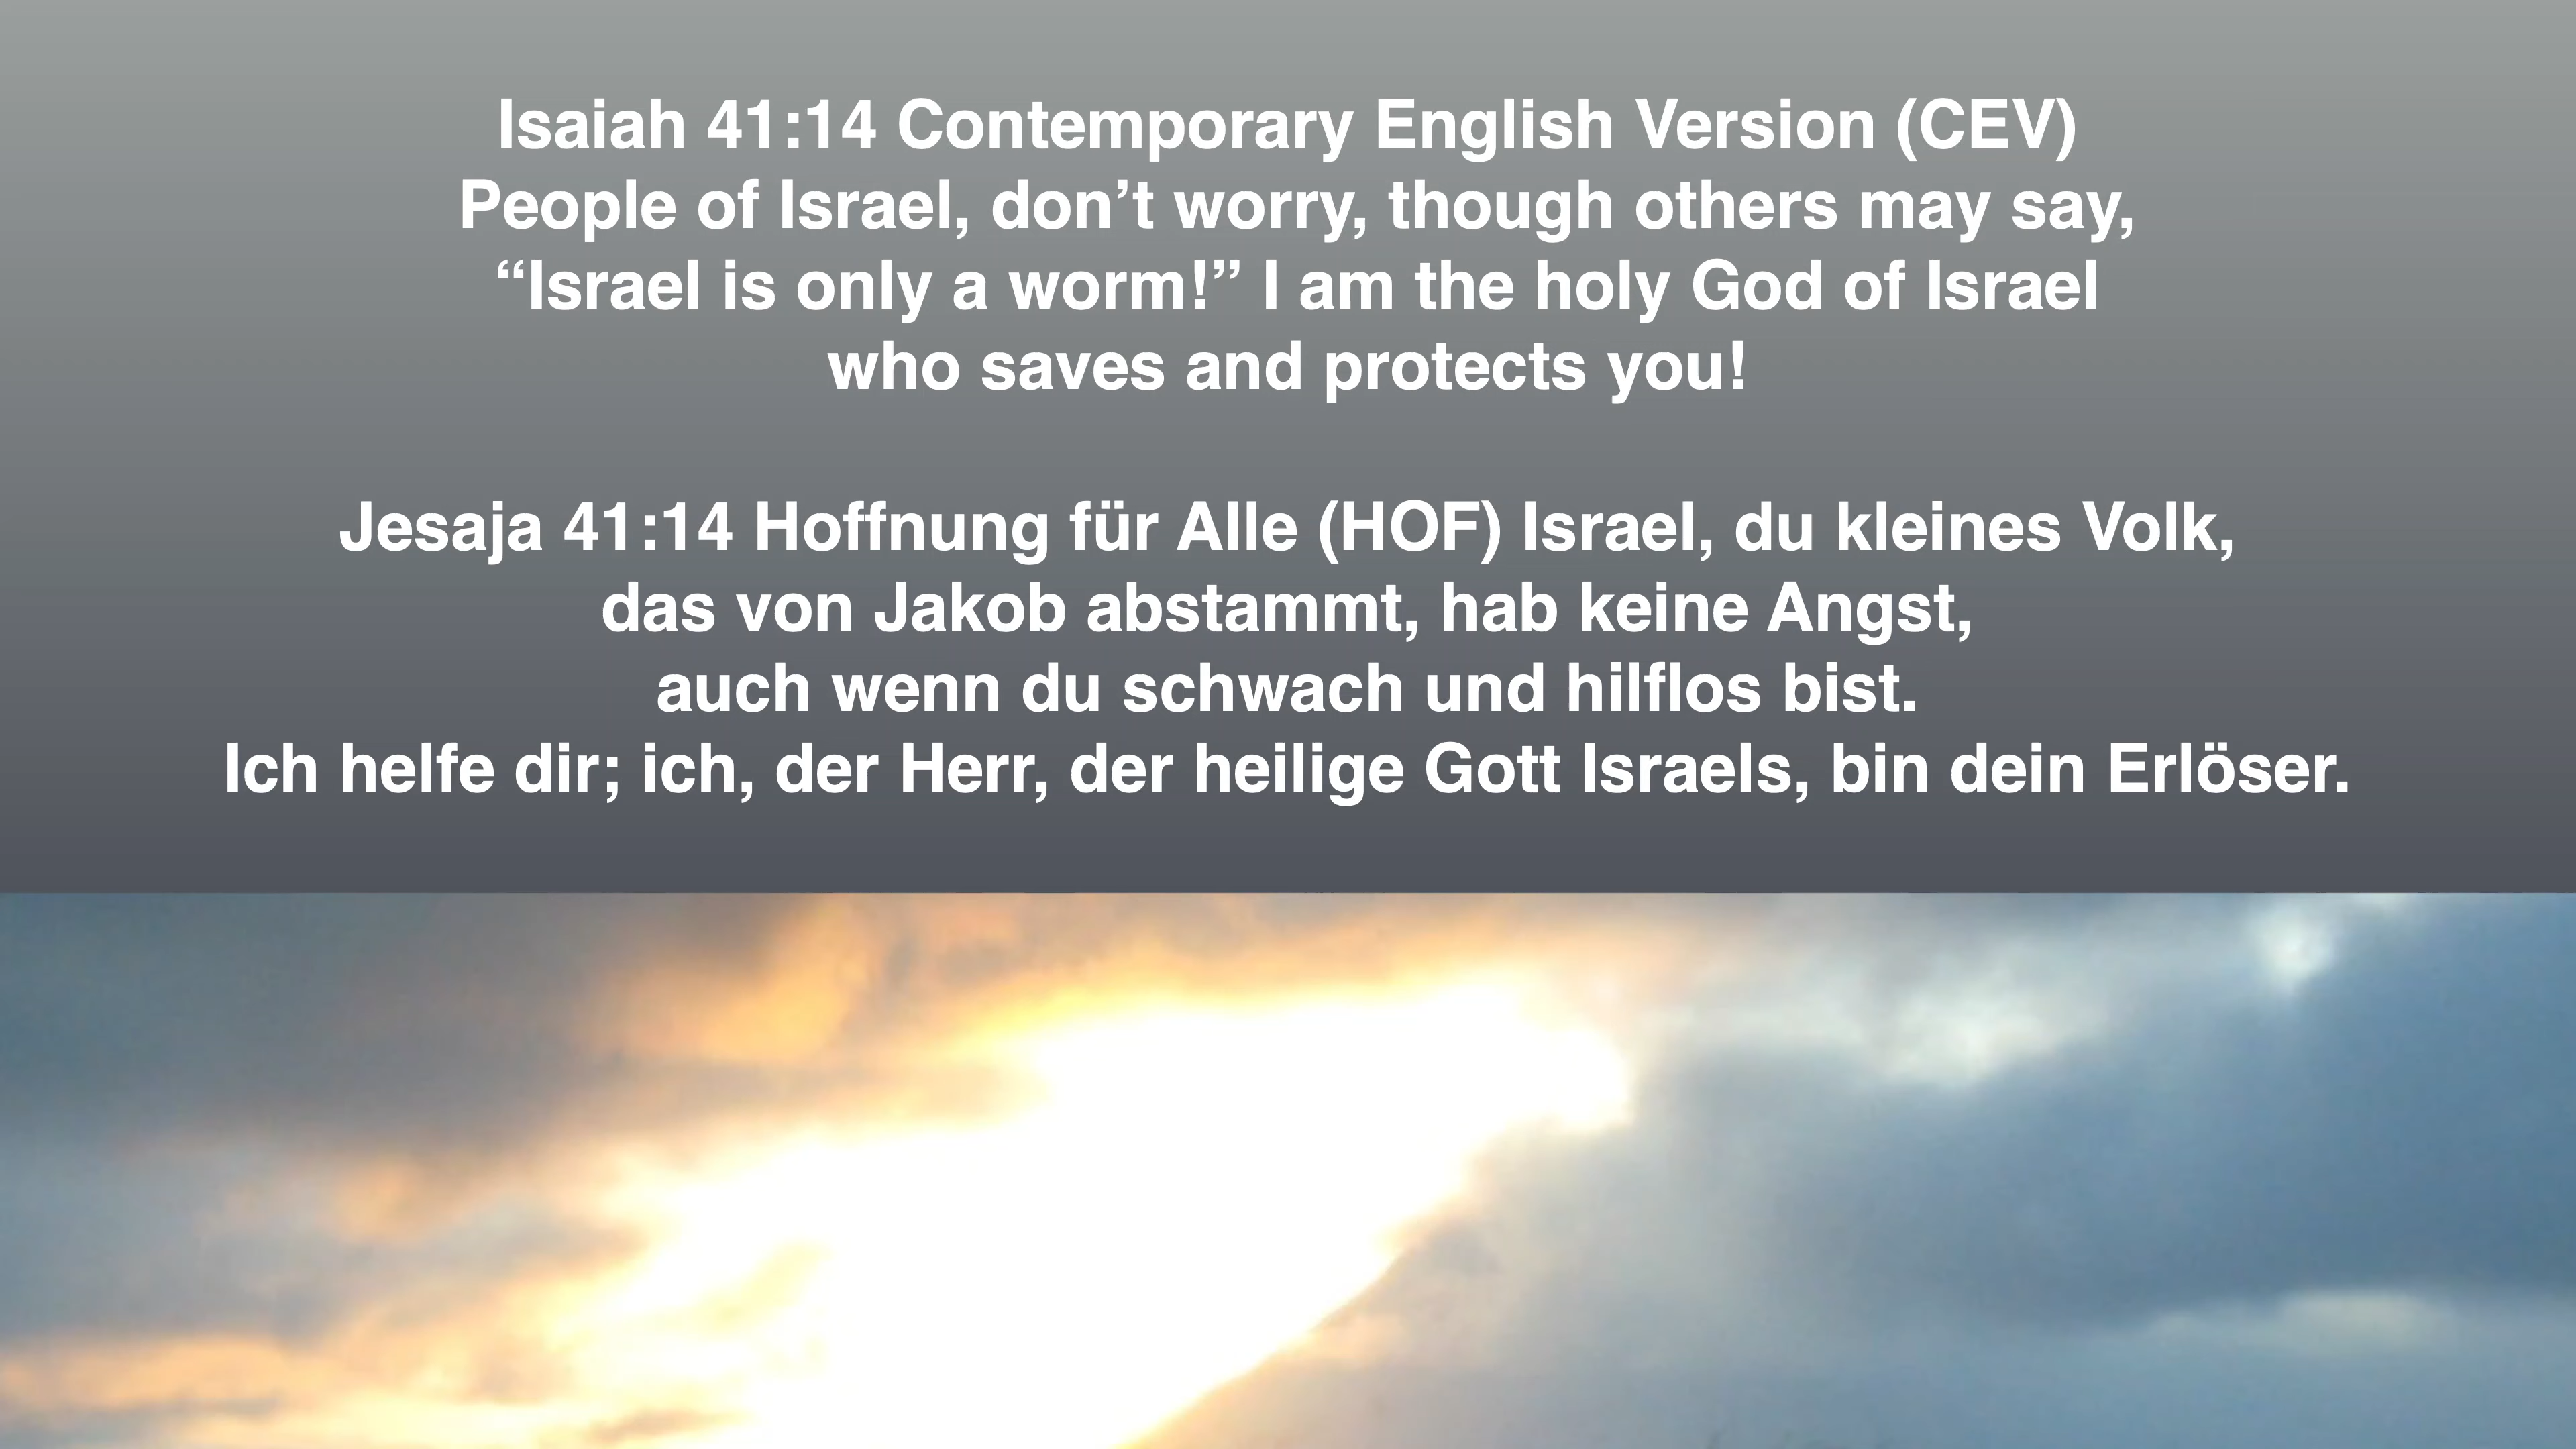 Isaiah 41:14 Contemporary English Version (CEV)
People of Israel, don’t worry, though others may say,
“Israel is only a worm!” I am the holy God of Israel
who saves and protects you!
Jesaja 41:14 Hoffnung für Alle (HOF) Israel, du kleines Volk,
das von Jakob abstammt, hab keine Angst,
auch wenn du schwach und hilflos bist.
Ich helfe dir; ich, der Herr, der heilige Gott Israels, bin dein Erlöser.